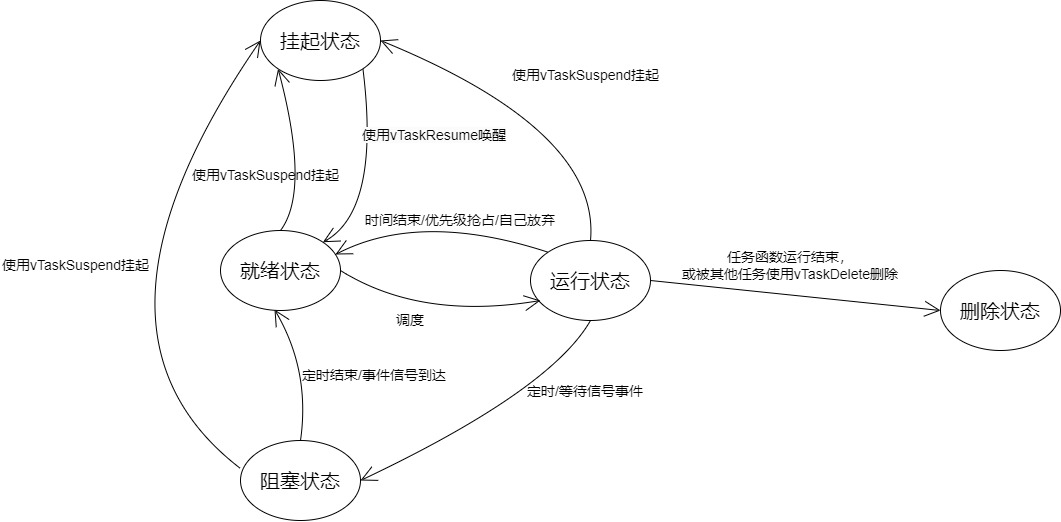 挂起状态
使用vTaskSuspend挂起
使用vTaskResume唤醒
使用vTaskSuspend挂起
时间结束/优先级抢占/自己放弃
任务函数运行结束，
或被其他任务使用vTaskDelete删除
使用vTaskSuspend挂起
就绪状态
运行状态
删除状态
调度
定时结束/事件信号到达
定时/等待信号事件
阻塞状态